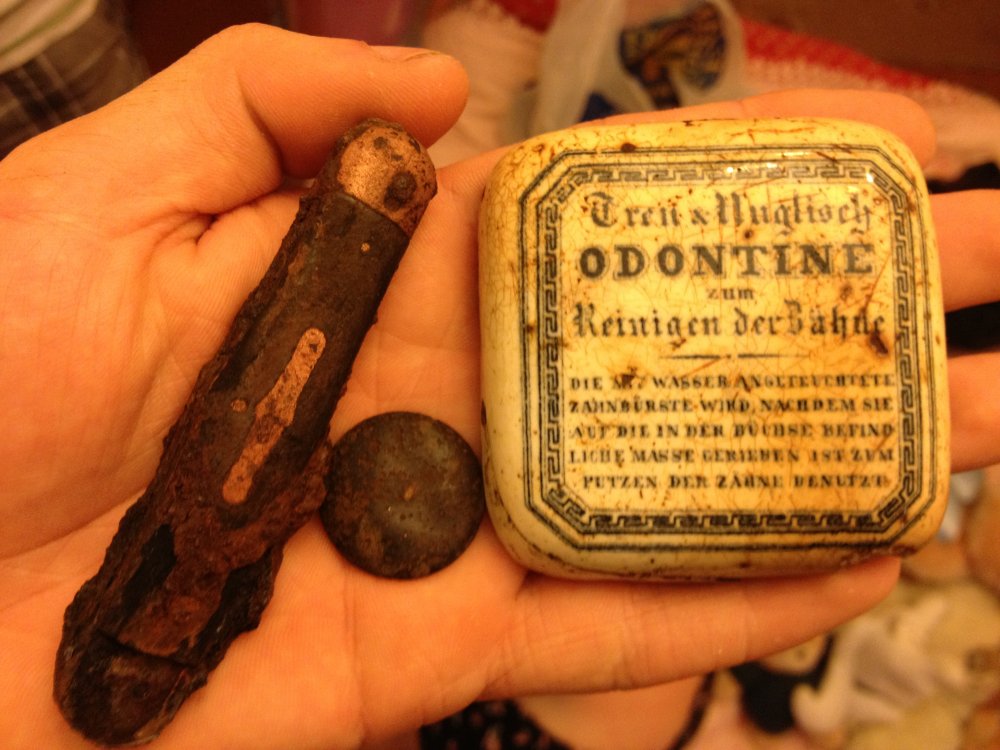 Treu & Nuglisch
ODONTINE
zum
Reinigen der Zähne
DIE MIT WASSER ANGEFEUCHTETE
ZAHNBÜRSTE WIRD, NACHDEM SIE
AUF DIE IN DER BÜCHSE BEFIND
LICHE MASSE GERIEBEN IST ZUM
PUTZEN DER ZÄHNE BENUTZT